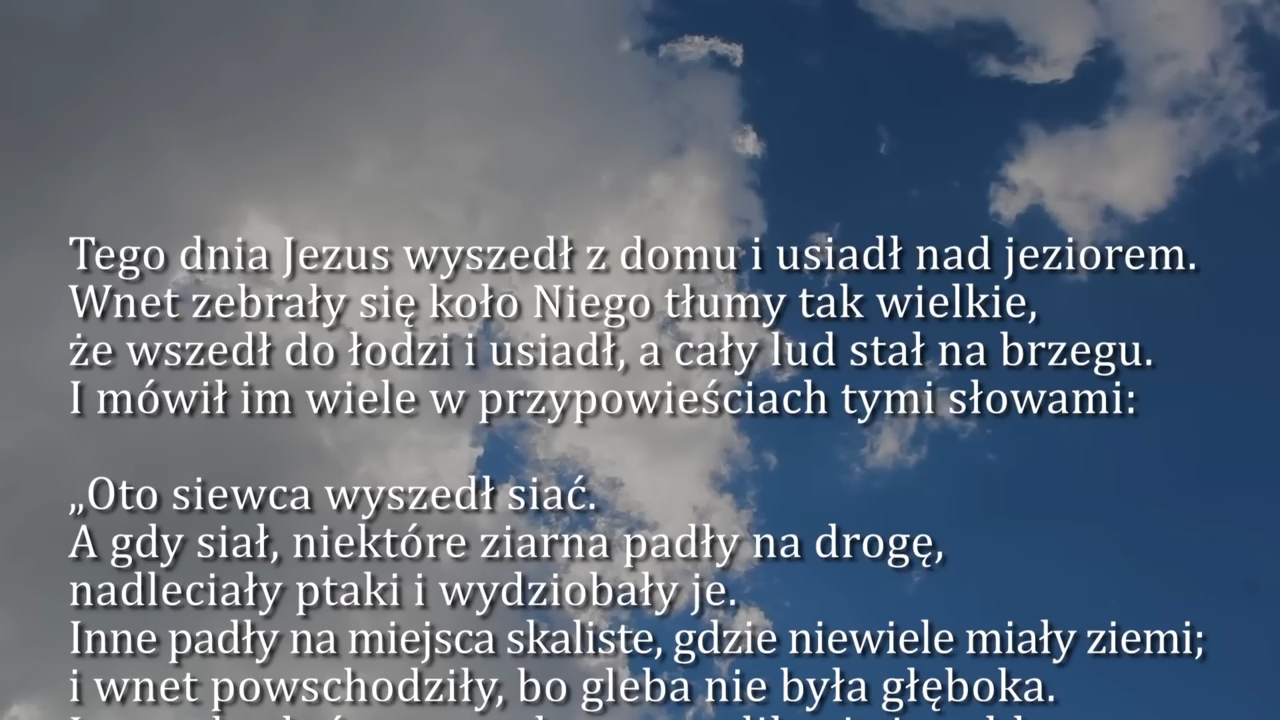 Tego dnia Jezus wyszedł z domu i usiadł nad jeziorem.
Wnet zebrały się koło Niego tłumy tak wielkie,
że wszedł do łodzi i usiadł, a cały lud stał na brzegu.
I mówił im wiele w przypowieściach tymi słowami:
„Oto siewca wyszedł siać.
A gdy siał, niektóre ziarna padły na drogę,
nadleciały ptaki i wydziobały je.
Inne padły na miejsca skaliste, gdzie niewiele miały ziemi;
i wnet powschodziły, bo gleba nie była głęboka.